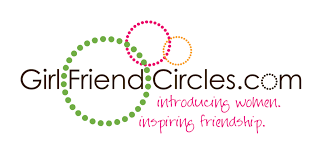 GirlFriendCircles.com
introducing women.
inspiring friendship.